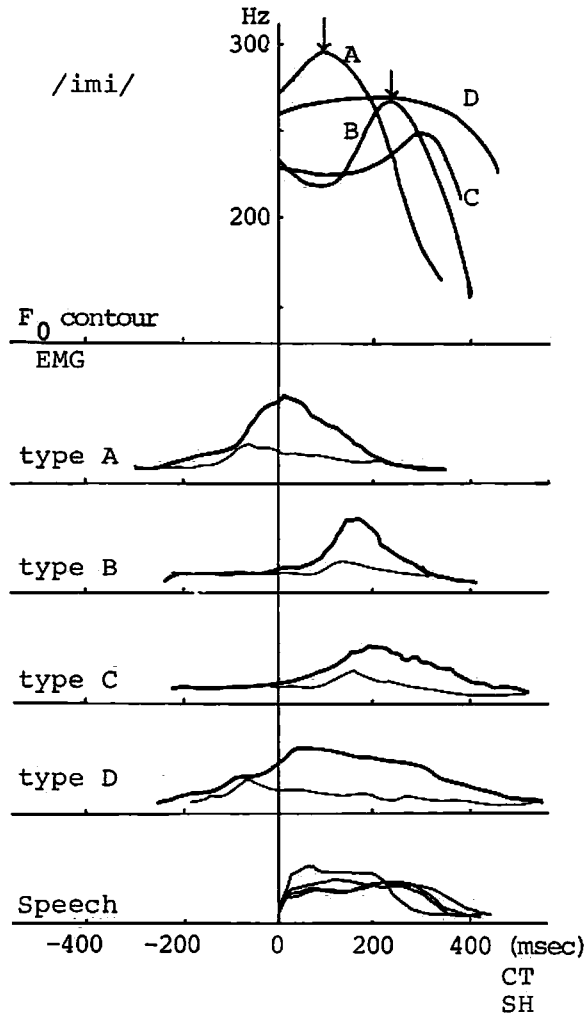 Hz
300
/imi/
A
D
B
C
200
F0 contour
EMG
type A
type B
type C
type D
Speech
-400 -200 0 200 400 (msec)
CT
SH